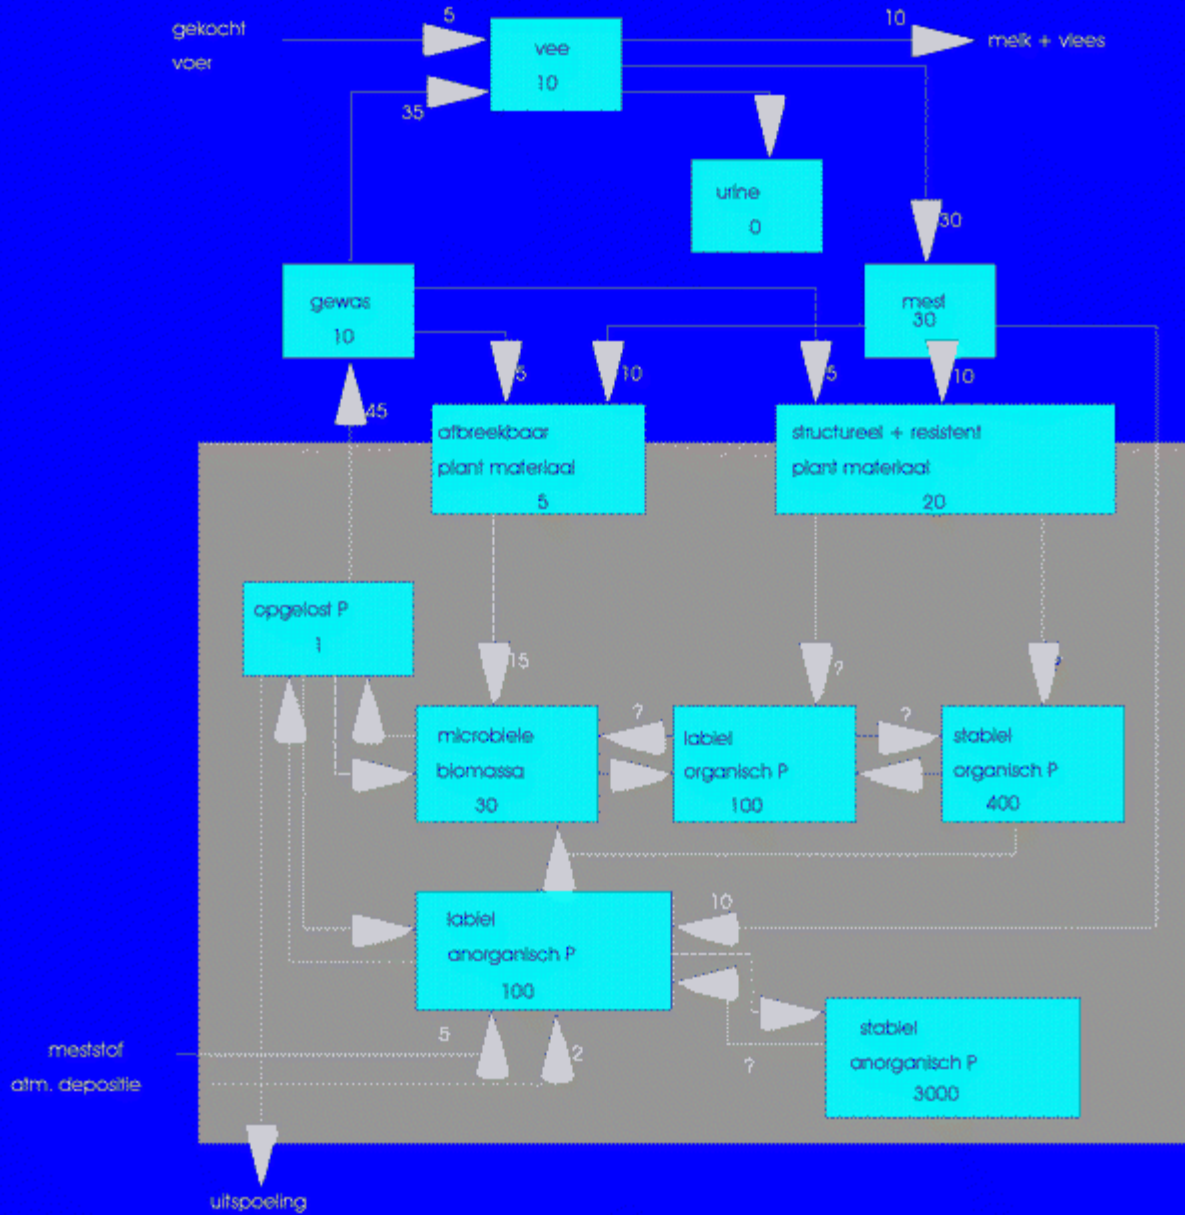 5
10
gekocht
voer
vee
10
melk + vlees
35
urine
0
30
gewas
10
mest
30
5
10
5
10
45
afbreekbaar
plant materiaal
5
structureel + resistent
plant materiaal
20
opgelost P
1
15
?
?
?
?
microbiele
biomassa
30
labiel
organisch P
100
stabiel
organisch P
400
10
labiel
anorganisch P
100
5
2
?
stabiel
anorganisch P
3000
meststof
atm. depositie
uitspoeling